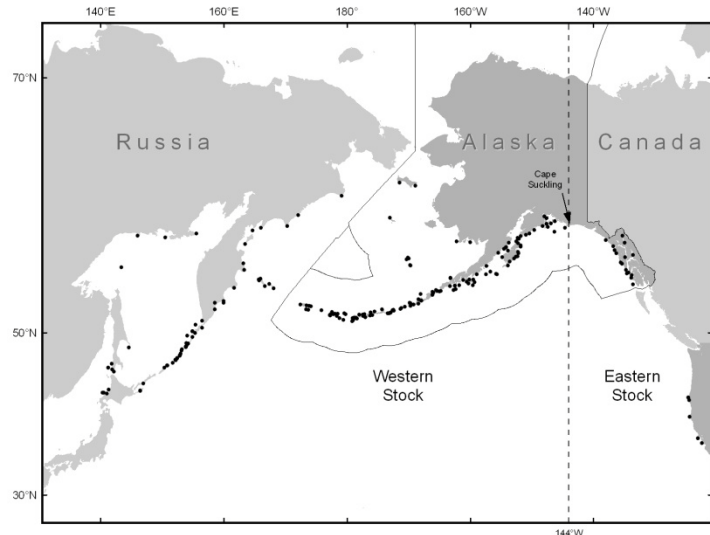 140°E 160°E 180° 160°W 140°W
70°N
Russia Alaska Canada
Cape
Suckling
50°N
Western
Stock
Eastern
Stock
30°N
144°W